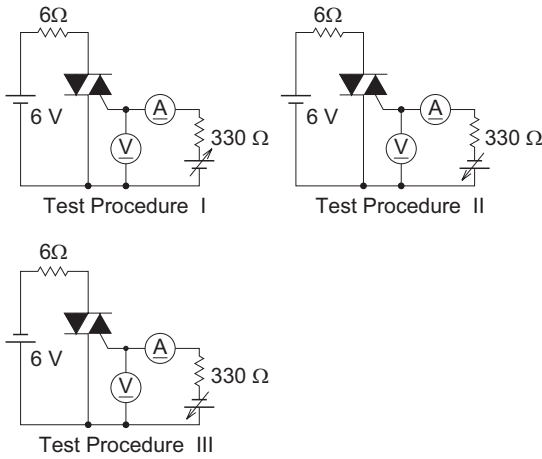 6Ω
6 V
A
V
330 Ω
Test Procedure I
6Ω
6 V
A
V
330 Ω
Test Procedure II
6Ω
6 V
A
V
330 Ω
Test Procedure III